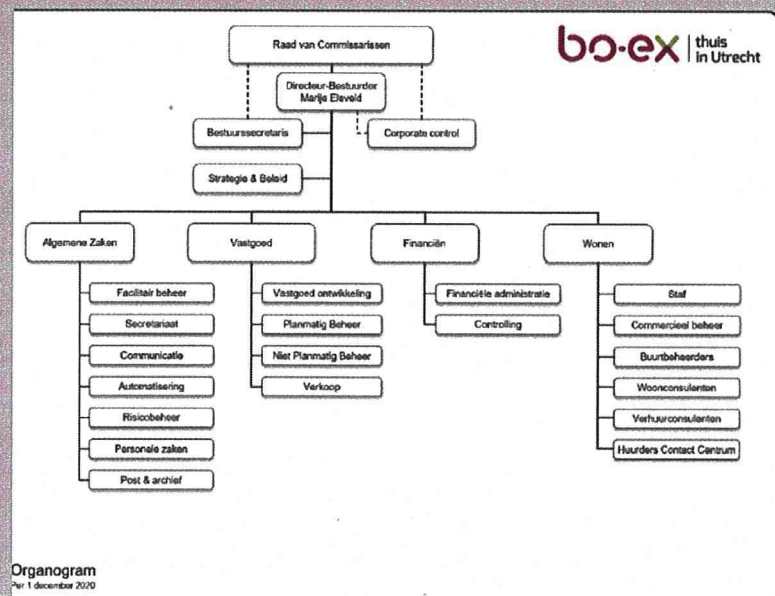 bo-ex
thuis
in Utrecht
Raad van Commissarissen
Directeur-Bestuurder
Marije Eleveld
Bestuurssecretaris
Corporate control
Strategie & Beleid
Algemene Zaken
Vastgoed
Financiën
Wonen
Facilitair beheer
Secretariaat
Communicatie
Automatisering
Risicobeheer
Personele zaken
Post & archief
Vastgoed ontwikkeling
Planmatig Beheer
Niet Planmatig Beheer
Verkoop
Financiële administratie
Controlling
Staf
Commercieel beheer
Buurtbeheerders
Woonconsulenten
Verhuurconsulenten
Huurders Contact Centrum
Organogram
Per 1 december 2020